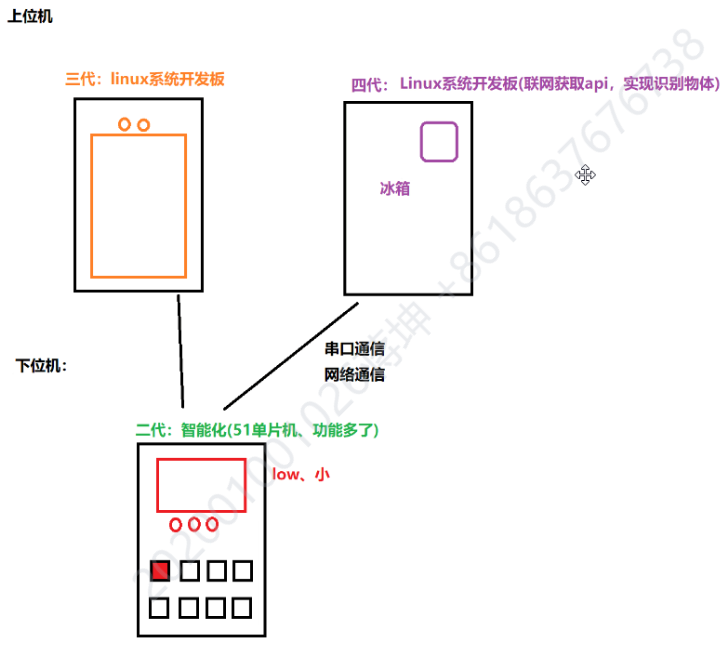 上位机
三代：linux系统开发板
四代： Linux系统开发板(联网获取api，实现识别物体)
冰箱
串口通信
网络通信
下位机：
二代：智能化(51单片机、功能多了)
low、小